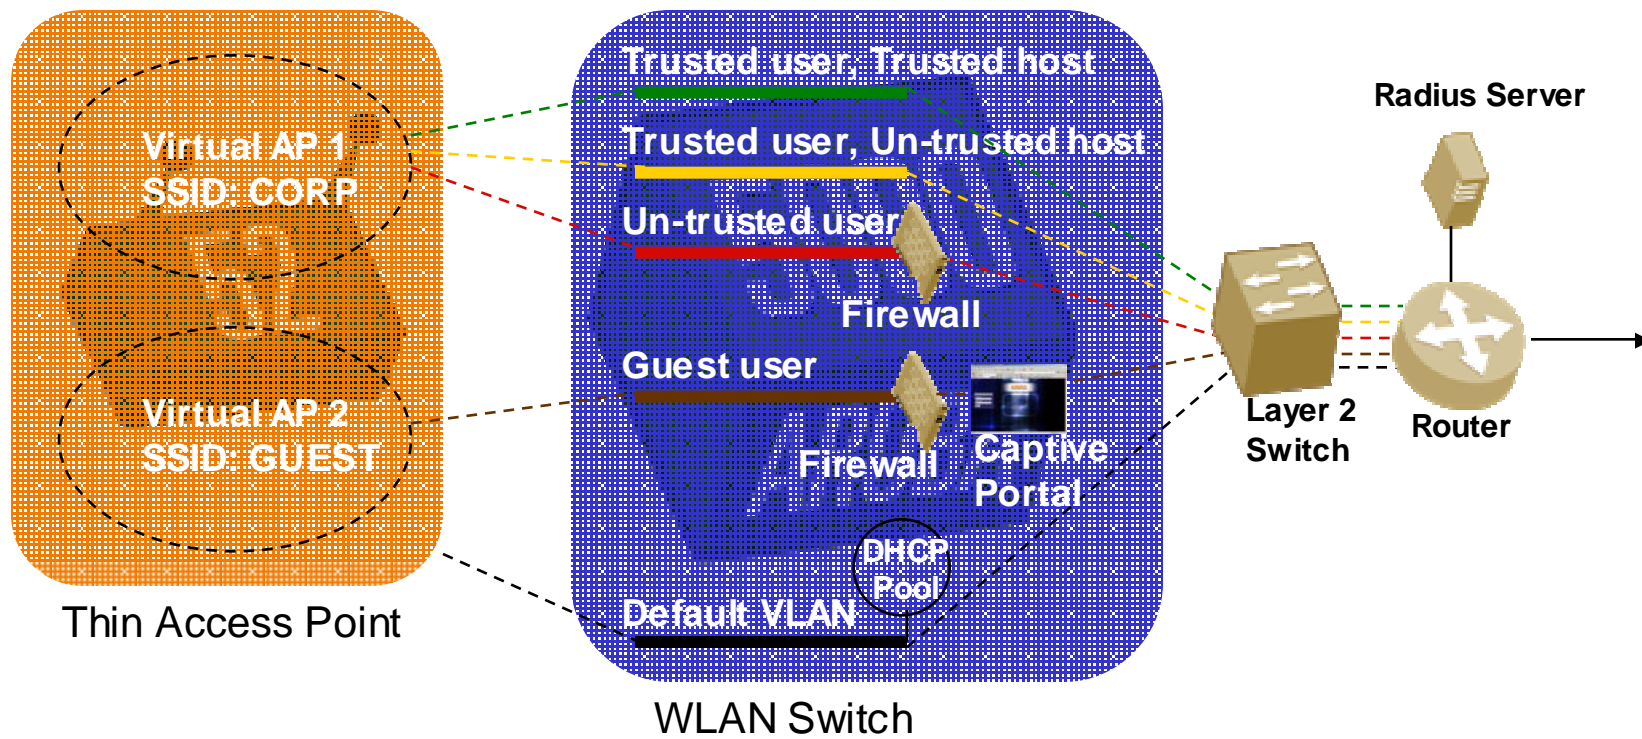 Trusted user, Trusted host
Radius Server
Virtual AP 1
SSID: CORP
Trusted user, Un-trusted host
Un-trusted user
Firewall
Guest user
Virtual AP 2
SSID: GUEST
Firewall
Captive
Portal
Layer 2
Switch
Router
DHCP
Pool
Default VLAN
Thin Access Point
WLAN Switch